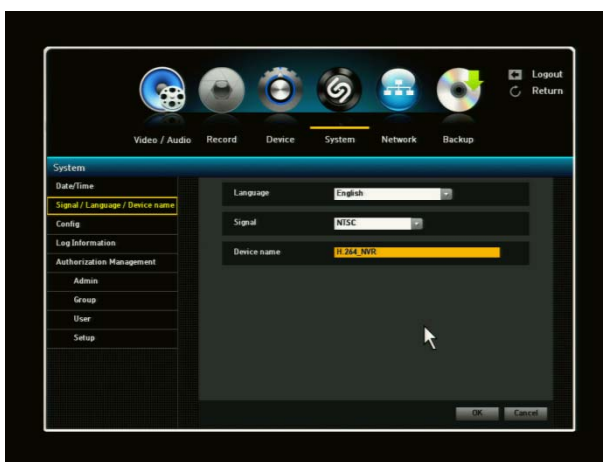 Logout
Return
Video / Audio Record Device System Network Backup
System
Date/Time
Signal / Language / Device name
Config
Log Information
Authorization Management
Admin
Group
User
Setup
Language English
Signal NTSC
Device name H.264_NVR
OK Cancel